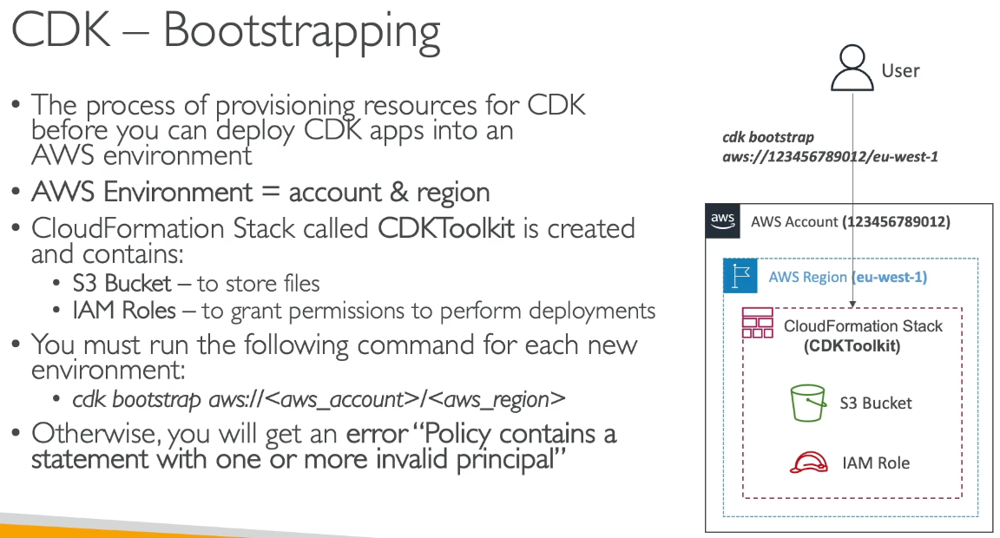 CDK – Bootstrapping
• The process of provisioning resources for CDK
before you can deploy CDK apps into an
AWS environment
• AWS Environment = account & region
• CloudFormation Stack called CDKToolkit is created
and contains:
• S3 Bucket – to store files
• IAM Roles – to grant permissions to perform deployments
• You must run the following command for each new
environment:
• cdk bootstrap aws://<aws_account>/<aws_region>
• Otherwise, you will get an error “Policy contains a
statement with one or more invalid principal”
User
cdk bootstrap
aws://123456789012/eu-west-1
aws
AWS Account (123456789012)
AWS Region (eu-west-1)
CloudFormation Stack
(CDKToolkit)
S3 Bucket
IAM Role